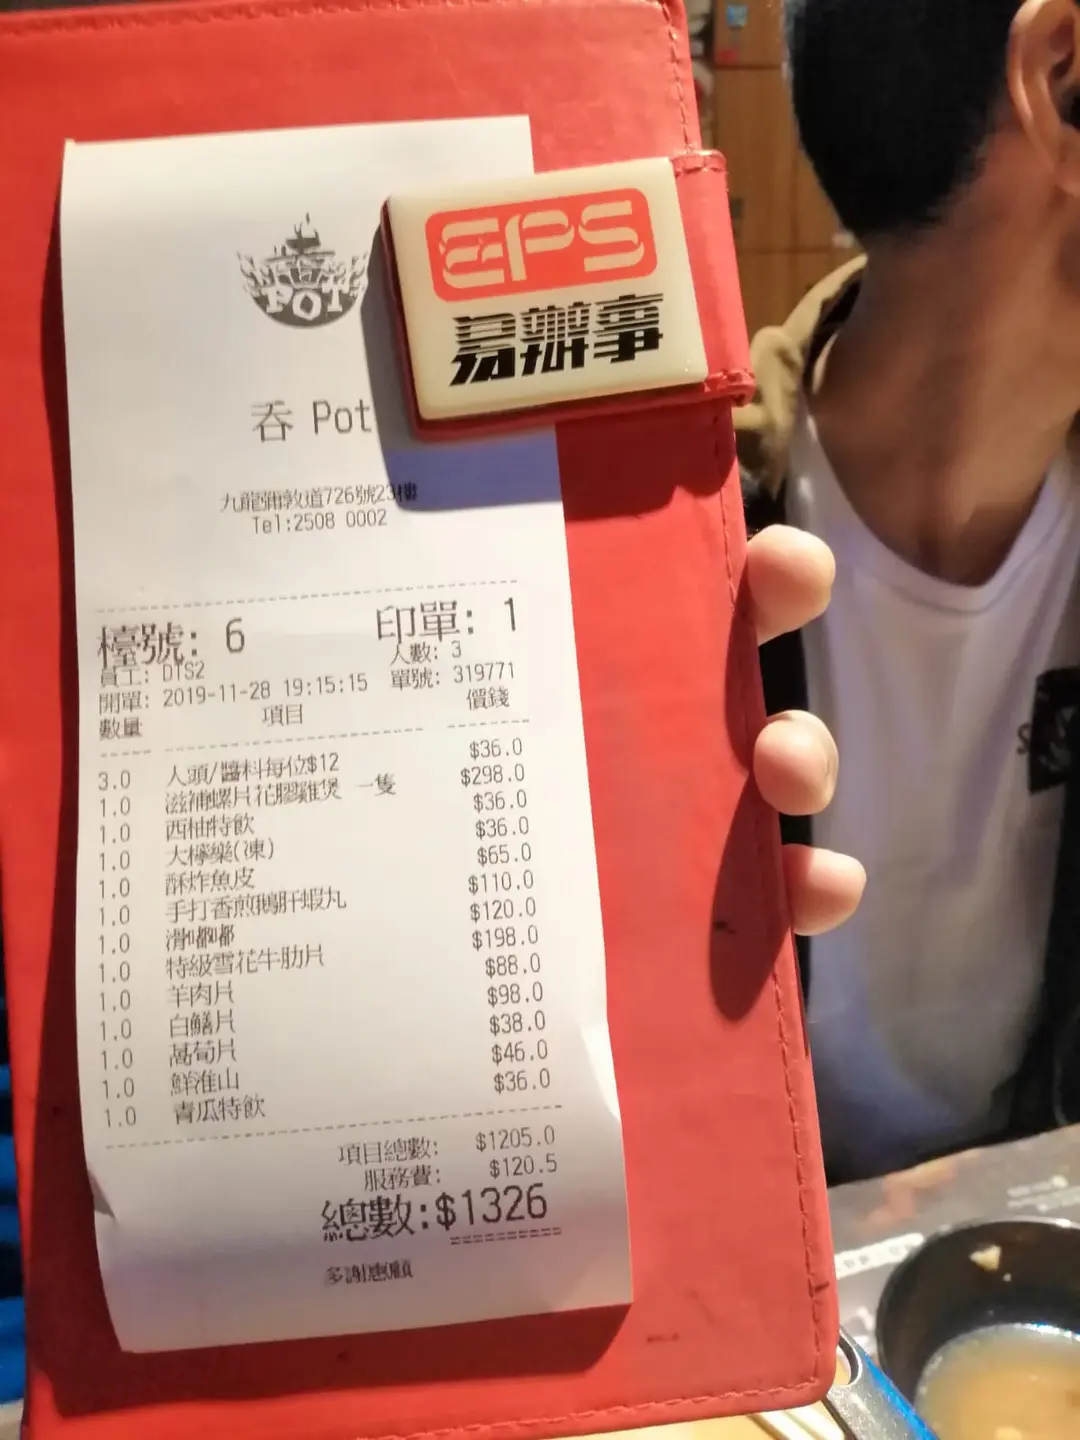 POT
EPS
易辦事
吞 Pot
九龍彌敦道726號23樓
Tel:2508 0002
檯號: 6 印單: 1
員工: DTS2 人數: 3
開單: 2019-11-28 19:15:15 單號: 319771
數量 項目 價錢
3.0 人頭/醬料每位$12 $36.0
1.0 滋補螺片花膠雞煲 一隻 $298.0
1.0 西柚特飲 $36.0
1.0 大檸樂(凍) $36.0
1.0 酥炸魚皮 $65.0
1.0 手打香煎鵝肝蝦丸 $110.0
1.0 滑嘟嘟 $120.0
1.0 特級雪花牛肋片 $198.0
1.0 羊肉片 $88.0
1.0 白鱔片 $98.0
1.0 萵荀片 $38.0
1.0 鮮淮山 $46.0
1.0 青瓜特飲 $36.0
項目總數: $1205.0
服務費: $120.5
總數:$1326
多謝惠顧